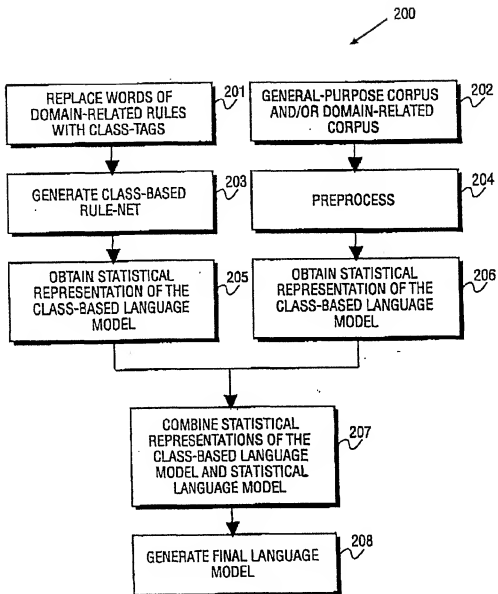 200
REPLACE WORDS OF
DOMAIN-RELATED RULES
WITH CLASS-TAGS
201
GENERAL-PURPOSE CORPUS
AND/OR DOMAIN-RELATED
CORPUS
202
GENERATE CLASS-BASED
RULE-NET
203
PREPROCESS
204
OBTAIN STATISTICAL
REPRESENTATION OF THE
CLASS-BASED LANGUAGE
MODEL
205
OBTAIN STATISTICAL
REPRESENTATION OF THE
CLASS-BASED LANGUAGE
MODEL
206
COMBINE STATISTICAL
REPRESENTATIONS OF THE
CLASS-BASED LANGUAGE
MODEL AND STATISTICAL
LANGUAGE MODEL
207
GENERATE FINAL LANGUAGE
MODEL
208